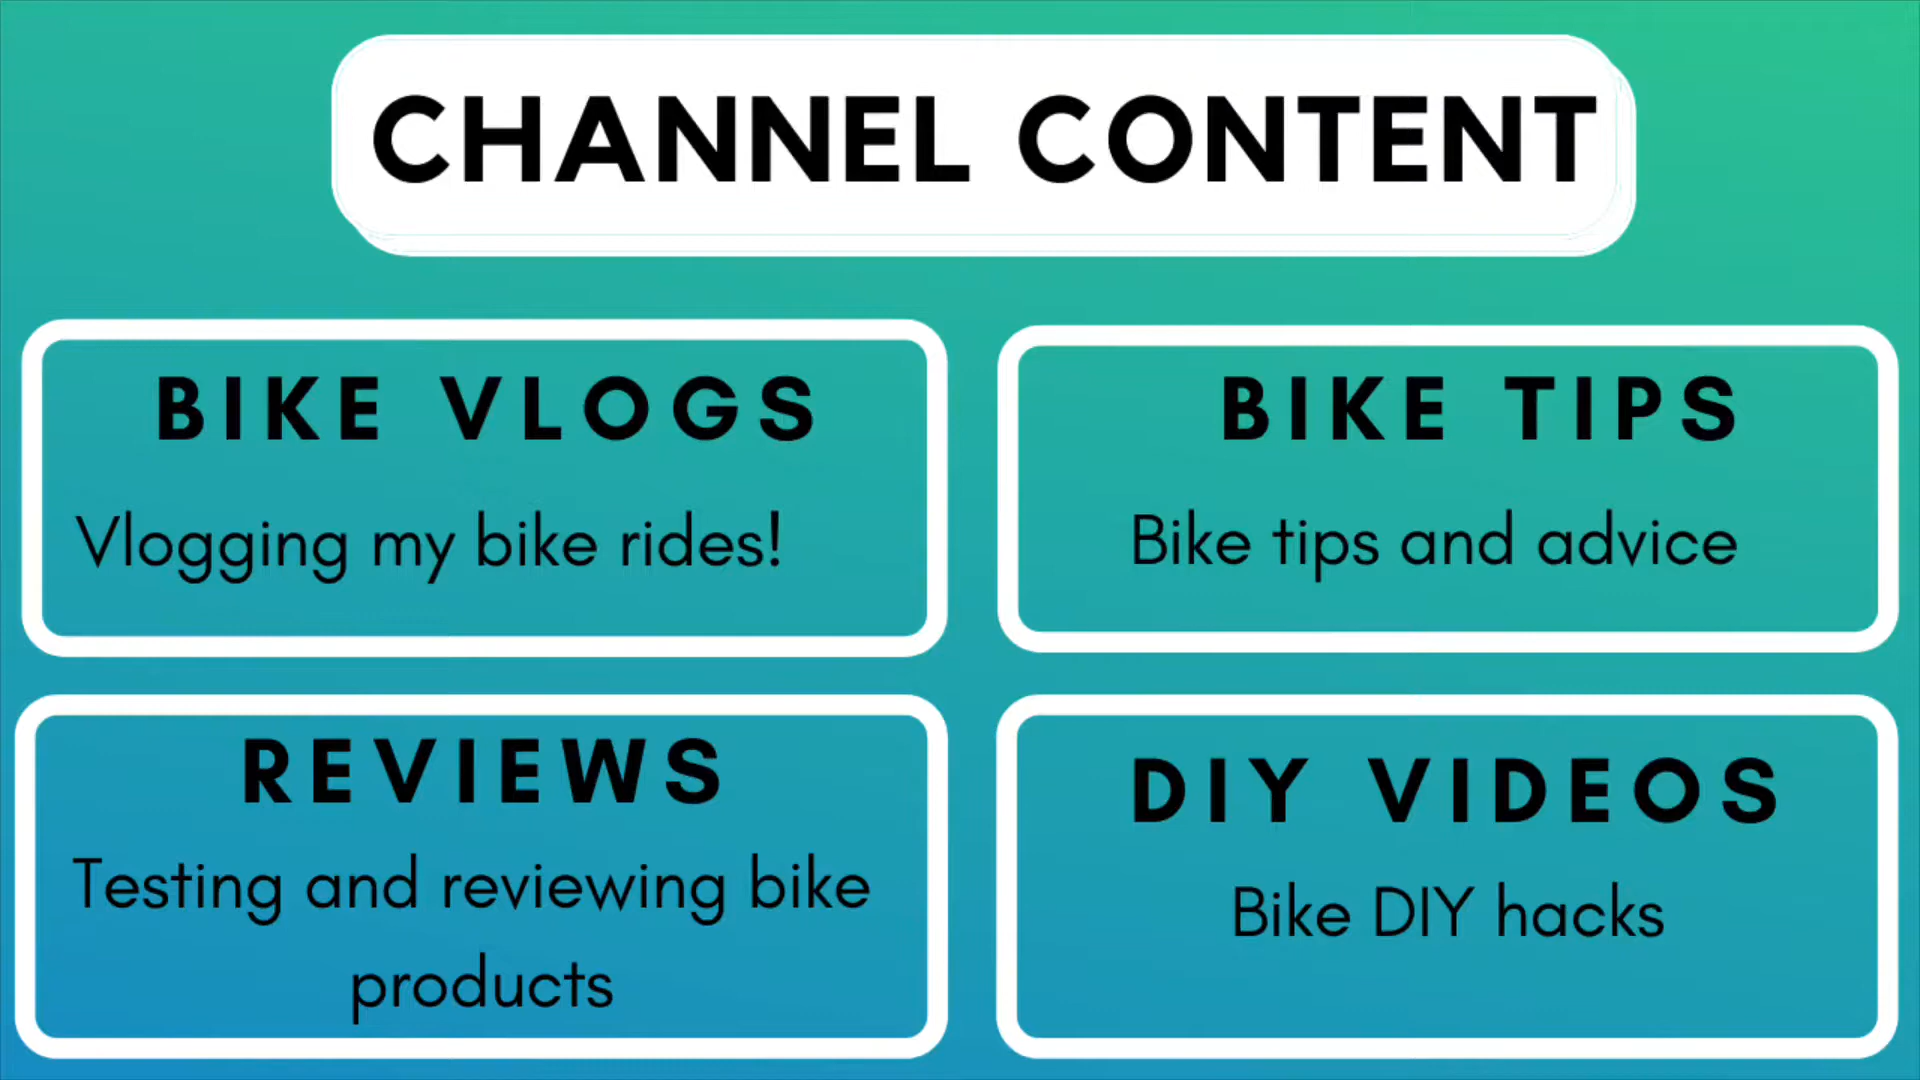 CHANNEL CONTENT
BIKE VLOGS
Vlogging my bike rides!
BIKE TIPS
Bike tips and advice
REVIEWS
Testing and reviewing bike
products
DIY VIDEOS
Bike DIY hacks